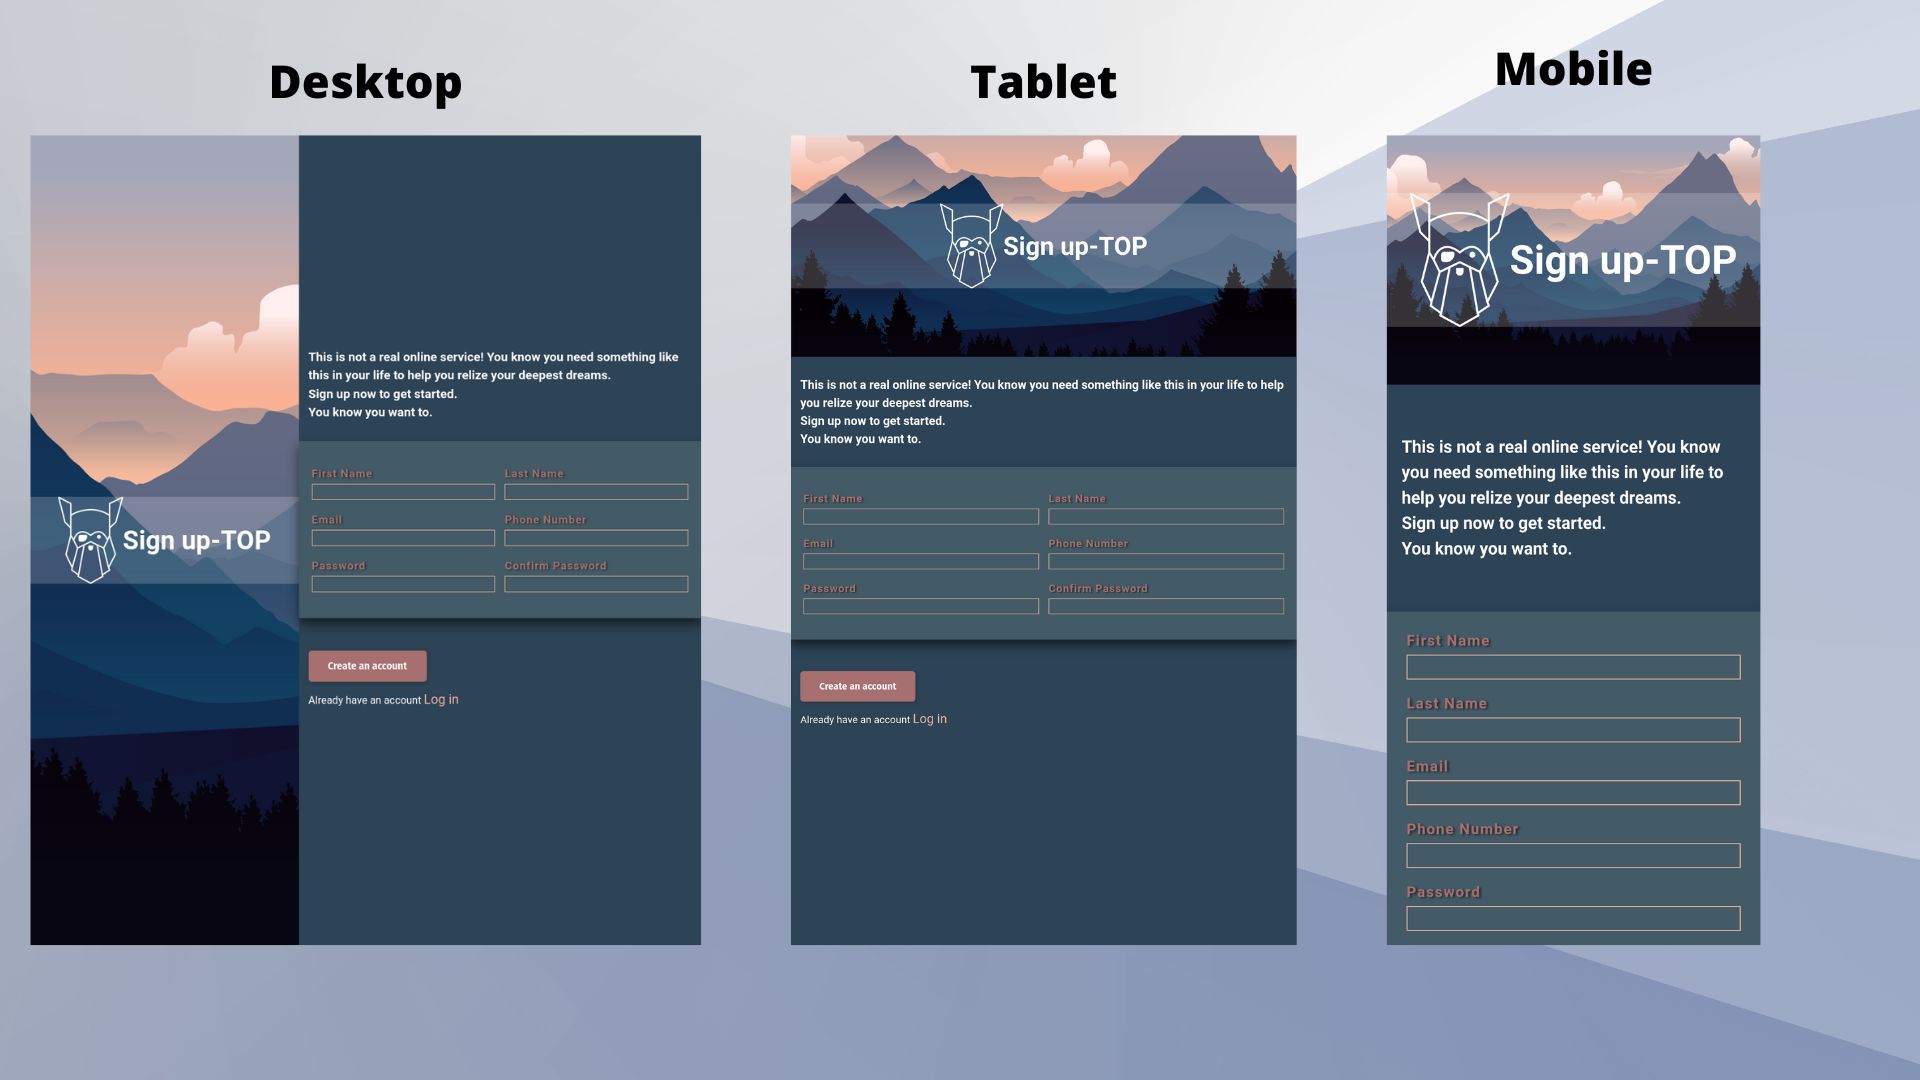 Desktop
Tablet
Mobile
Sign up-TOP
This is not a real online service! You know you need something like
this in your life to help you relize your deepest dreams.
Sign up now to get started.
You know you want to.
First Name
Last Name
Email
Phone Number
Password
Confirm Password
Create an account
Already have an account Log in
Sign up-TOP
This is not a real online service! You know you need something like this in your life to help
you relize your deepest dreams.
Sign up now to get started.
You know you want to.
First Name
Last Name
Email
Phone Number
Password
Confirm Password
Create an account
Already have an account Log in
Sign up-TOP
This is not a real online service! You know
you need something like this in your life to
help you relize your deepest dreams.
Sign up now to get started.
You know you want to.
First Name
Last Name
Email
Phone Number
Password